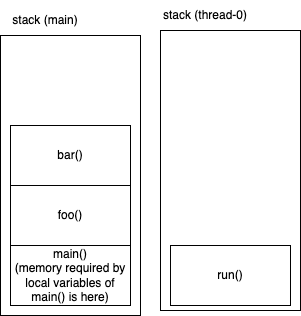 stack (main)
stack (thread-0)
bar()
foo()
main()
(memory required by
local variables of
main() is here)
run()